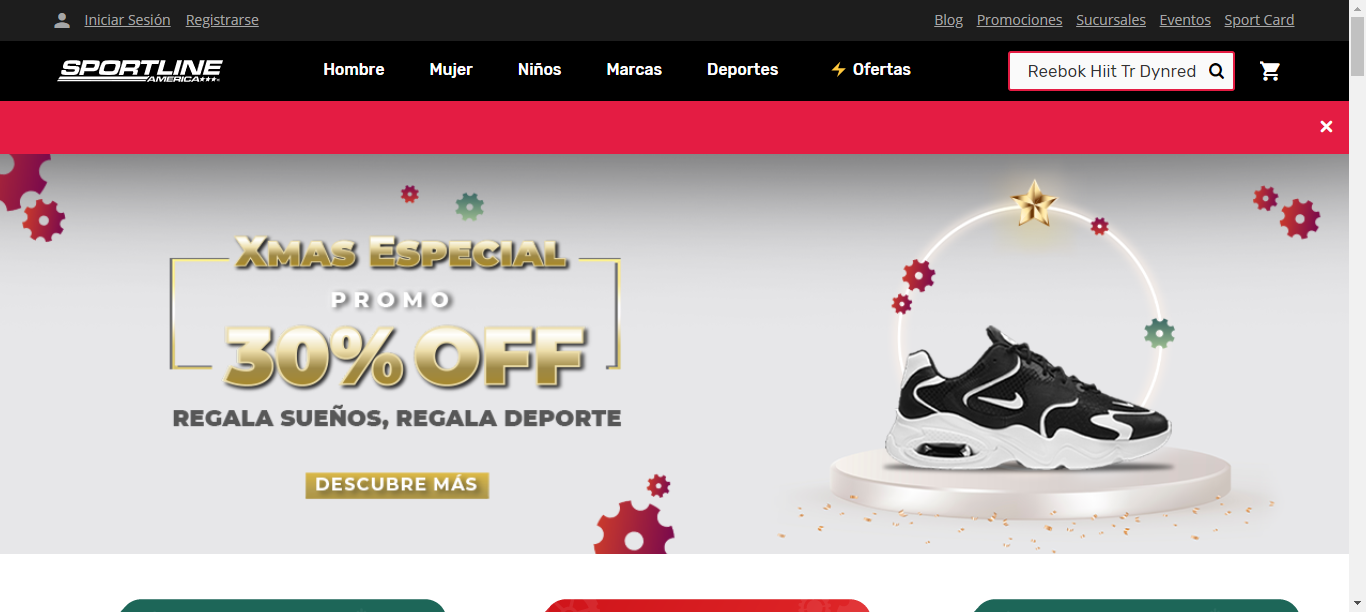 Iniciar Sesión Registrarse Blog Promociones Sucursales Eventos Sport Card
SPORTLINE AMERICA Hombre Mujer Niños Marcas Deportes Ofertas Reebok Hiit Tr Dynred
XMAS ESPECIAL
PROMO
30% OFF
REGALA SUEÑOS, REGALA DEPORTE
DESCUBRE MÁS